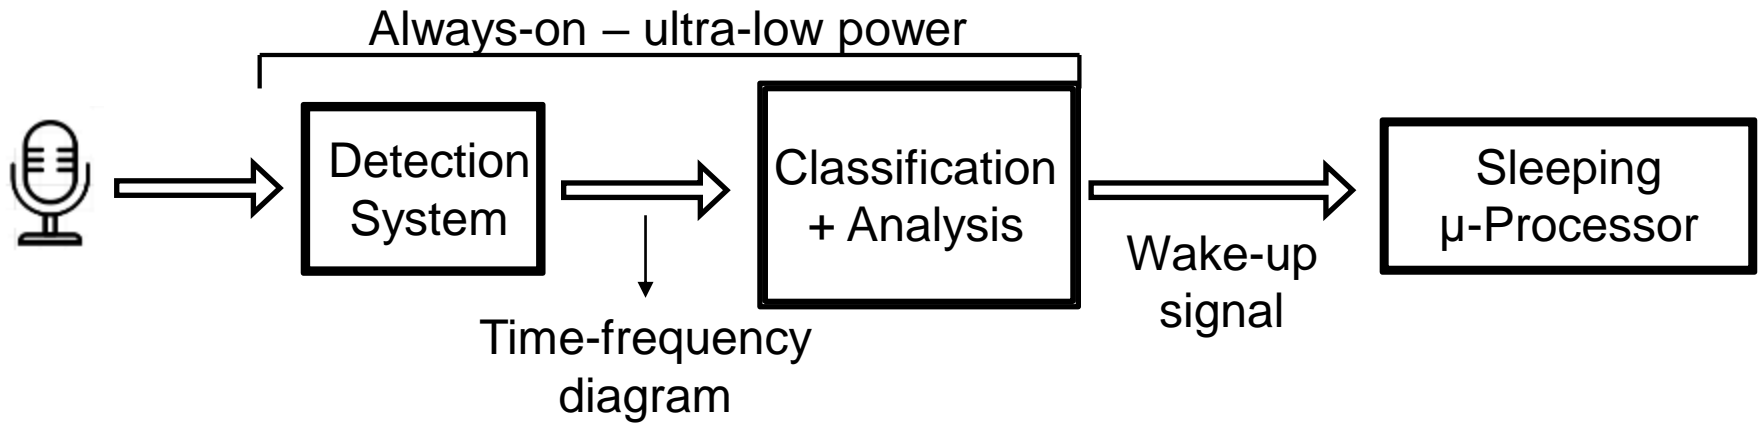 Always-on – ultra-low power
Detection
System
Classification
+ Analysis
Sleeping
µ-Processor
Wake-up
signal
Time-frequency
diagram